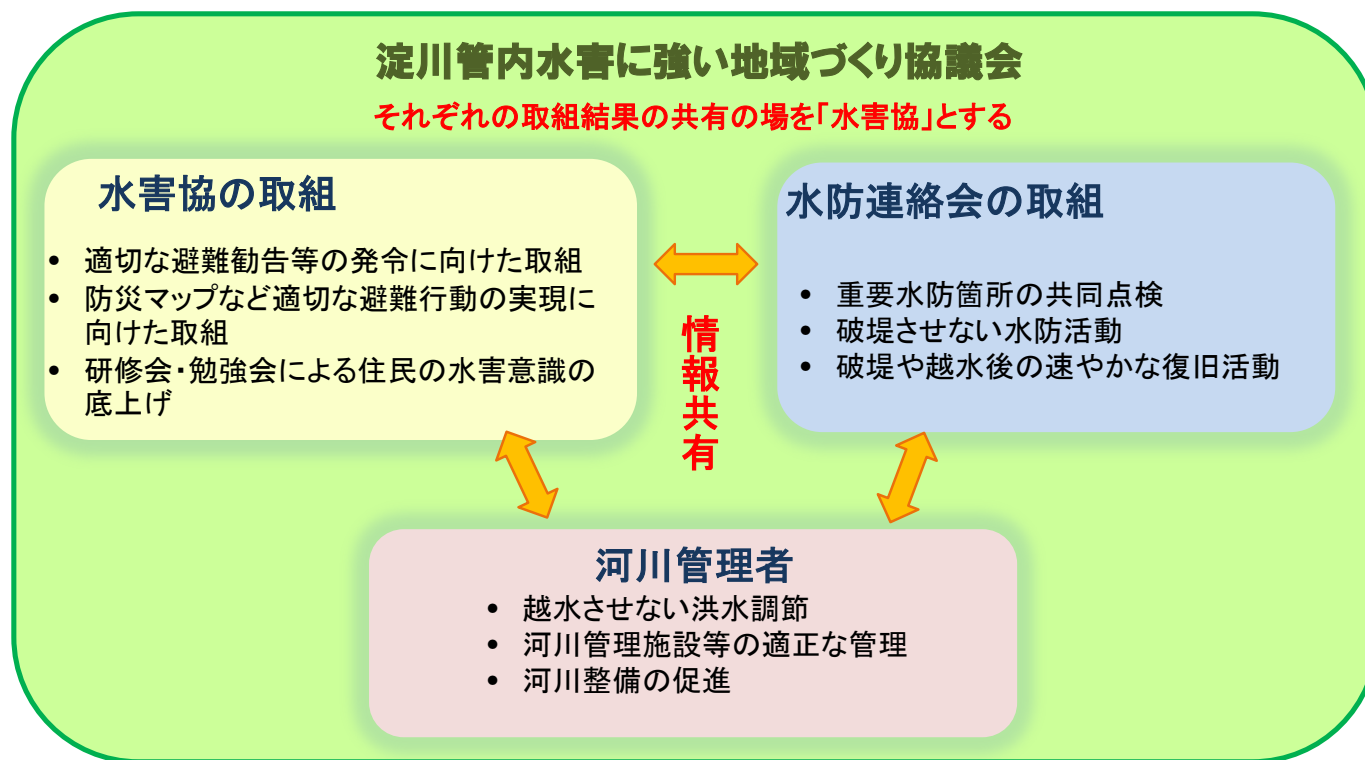 淀川管内水害に強い地域づくり協議会
それぞれの取組結果の共有の場を「水害協」とする
水害協の取組
• 適切な避難勧告等の発令に向けた取組
• 防災マップなど適切な避難行動の実現に
向けた取組
• 研修会・勉強会による住民の水害意識の
底上げ
情報共有
水防連絡会の取組
• 重要水防箇所の共同点検
• 破堤させない水防活動
• 破堤や越水後の速やかな復旧活動
河川管理者
• 越水させない洪水調節
• 河川管理施設等の適正な管理
• 河川整備の促進